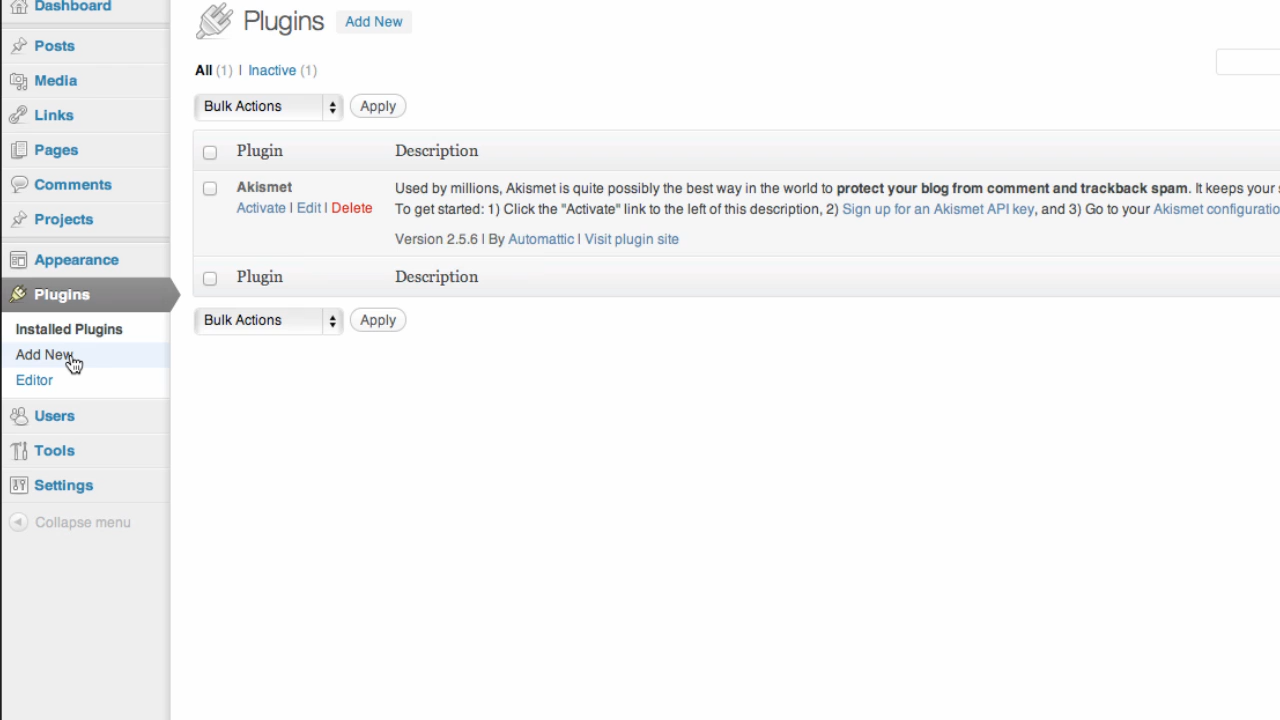 Dashboard
Posts
Media
Links
Pages
Comments
Projects
Appearance
Plugins
Installed Plugins
Add New
Editor
Users
Tools
Settings
Collapse menu
Plugins Add New
All (1) | Inactive (1)
Bulk Actions Apply
Plugin Description
Akismet
Activate | Edit | Delete
Used by millions, Akismet is quite possibly the best way in the world to protect your blog from comment and trackback spam. It keeps your
To get started: 1) Click the "Activate" link to the left of this description, 2) Sign up for an Akismet API key, and 3) Go to your Akismet configuratio
Version 2.5.6 | By Automattic | Visit plugin site
Plugin Description
Bulk Actions Apply